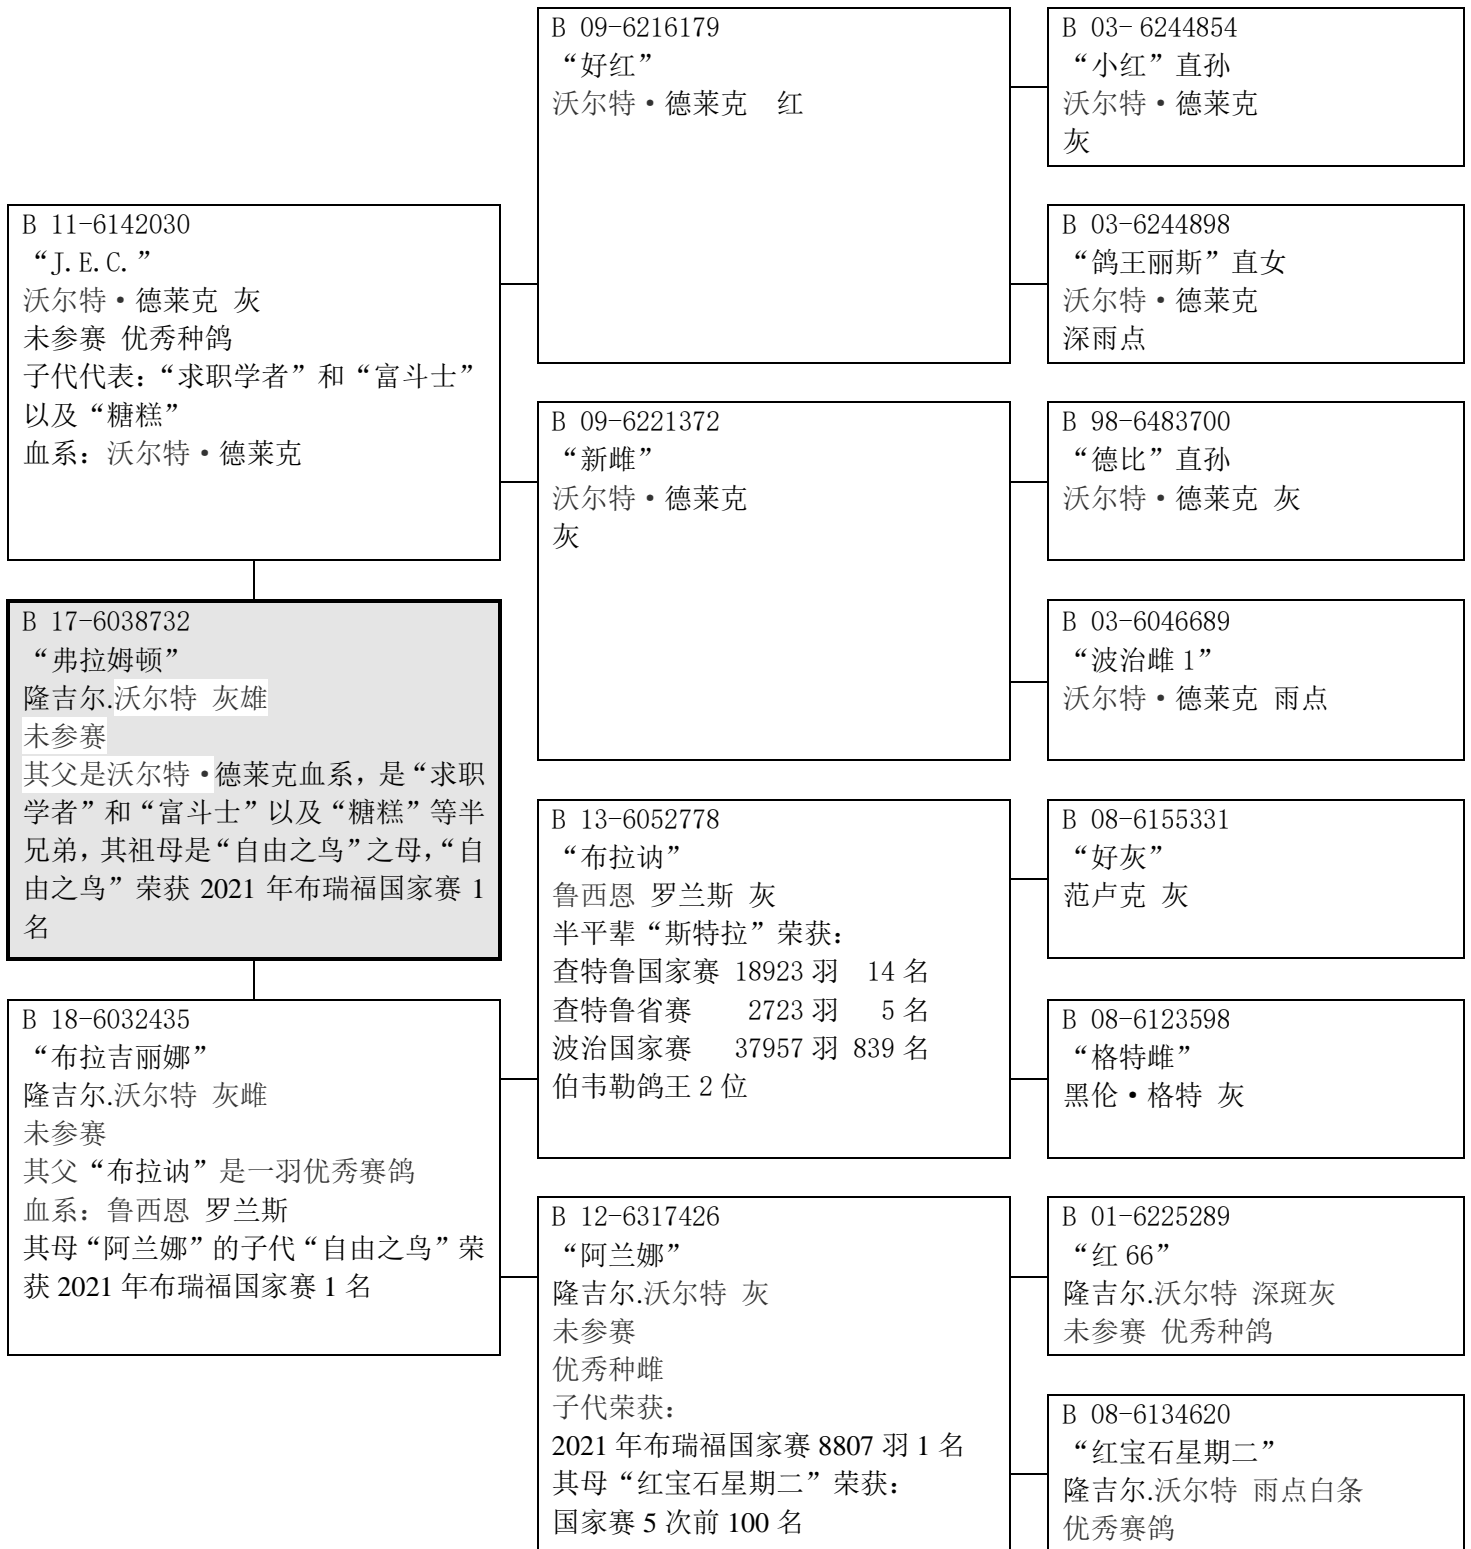 B 11-6142030
“J.E.C.”
沃尔特·德莱克 灰
未参赛 优秀种鸽
子代代表：“求职学者”和“富斗士”
以及“糖糕”
血系：沃尔特·德莱克
B 17-6038732
“弗拉姆顿”
隆吉尔.沃尔特 灰雄
未参赛
其父是沃尔特·德莱克血系，是“求职
学者”和“富斗士”以及“糖糕”等半
兄弟，其祖母是“自由之鸟”之母，“自
由之鸟”荣获 2021 年布瑞福国家赛 1
名
B 18-6032435
“布拉吉丽娜”
隆吉尔.沃尔特 灰雌
未参赛
其父“布拉讷”是一羽优秀赛鸽
血系：鲁西恩 罗兰斯
其母“阿兰娜”的子代“自由之鸟”荣
获 2021 年布瑞福国家赛 1 名
B 09-6216179
“好红”
沃尔特·德莱克 红
B 09-6221372
“新雌”
沃尔特·德莱克
灰
B 13-6052778
“布拉讷”
鲁西恩 罗兰斯 灰
半平辈“斯特拉”荣获：
查特鲁国家赛 18923 羽 14 名
查特鲁省赛 2723 羽 5 名
波治国家赛 37957 羽 839 名
伯韦勒鸽王 2 位
B 12-6317426
“阿兰娜”
隆吉尔.沃尔特 灰
未参赛
优秀种雌
子代荣获：
2021 年布瑞福国家赛 8807 羽 1 名
其母“红宝石星期二”荣获：
国家赛 5 次前 100 名
B 03- 6244854
“小红”直孙
沃尔特·德莱克
灰
B 03-6244898
“鸽王丽斯”直女
沃尔特·德莱克
深雨点
B 98-6483700
“德比”直孙
沃尔特·德莱克 灰
B 03-6046689
“波治雌 1”
沃尔特·德莱克 雨点
B 08-6155331
“好灰”
范卢克 灰
B 08-6123598
“格特雌”
黑伦·格特 灰
B 01-6225289
“红 66”
隆吉尔.沃尔特 深斑灰
未参赛 优秀种鸽
B 08-6134620
“红宝石星期二”
隆吉尔.沃尔特 雨点白条
优秀赛鸽